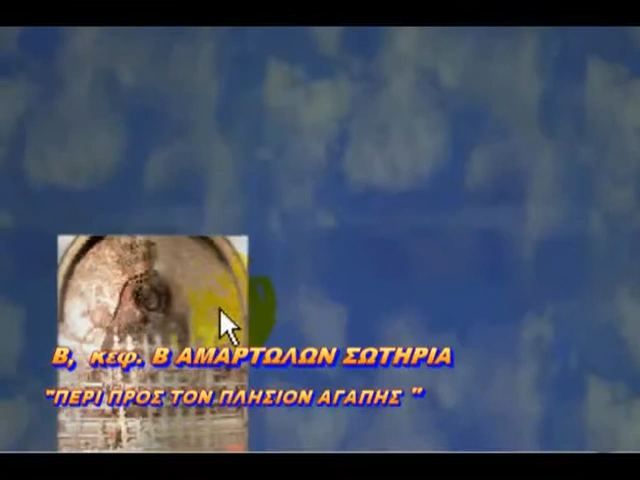 Β, κεφ. Β ΑΜΑΡΤΩΛΩΝ ΣΩΤΗΡΙΑ
"ΠΕΡΙ ΠΡΟΣ ΤΟΝ ΠΛΗΣΙΟΝ ΑΓΑΠΗΣ "